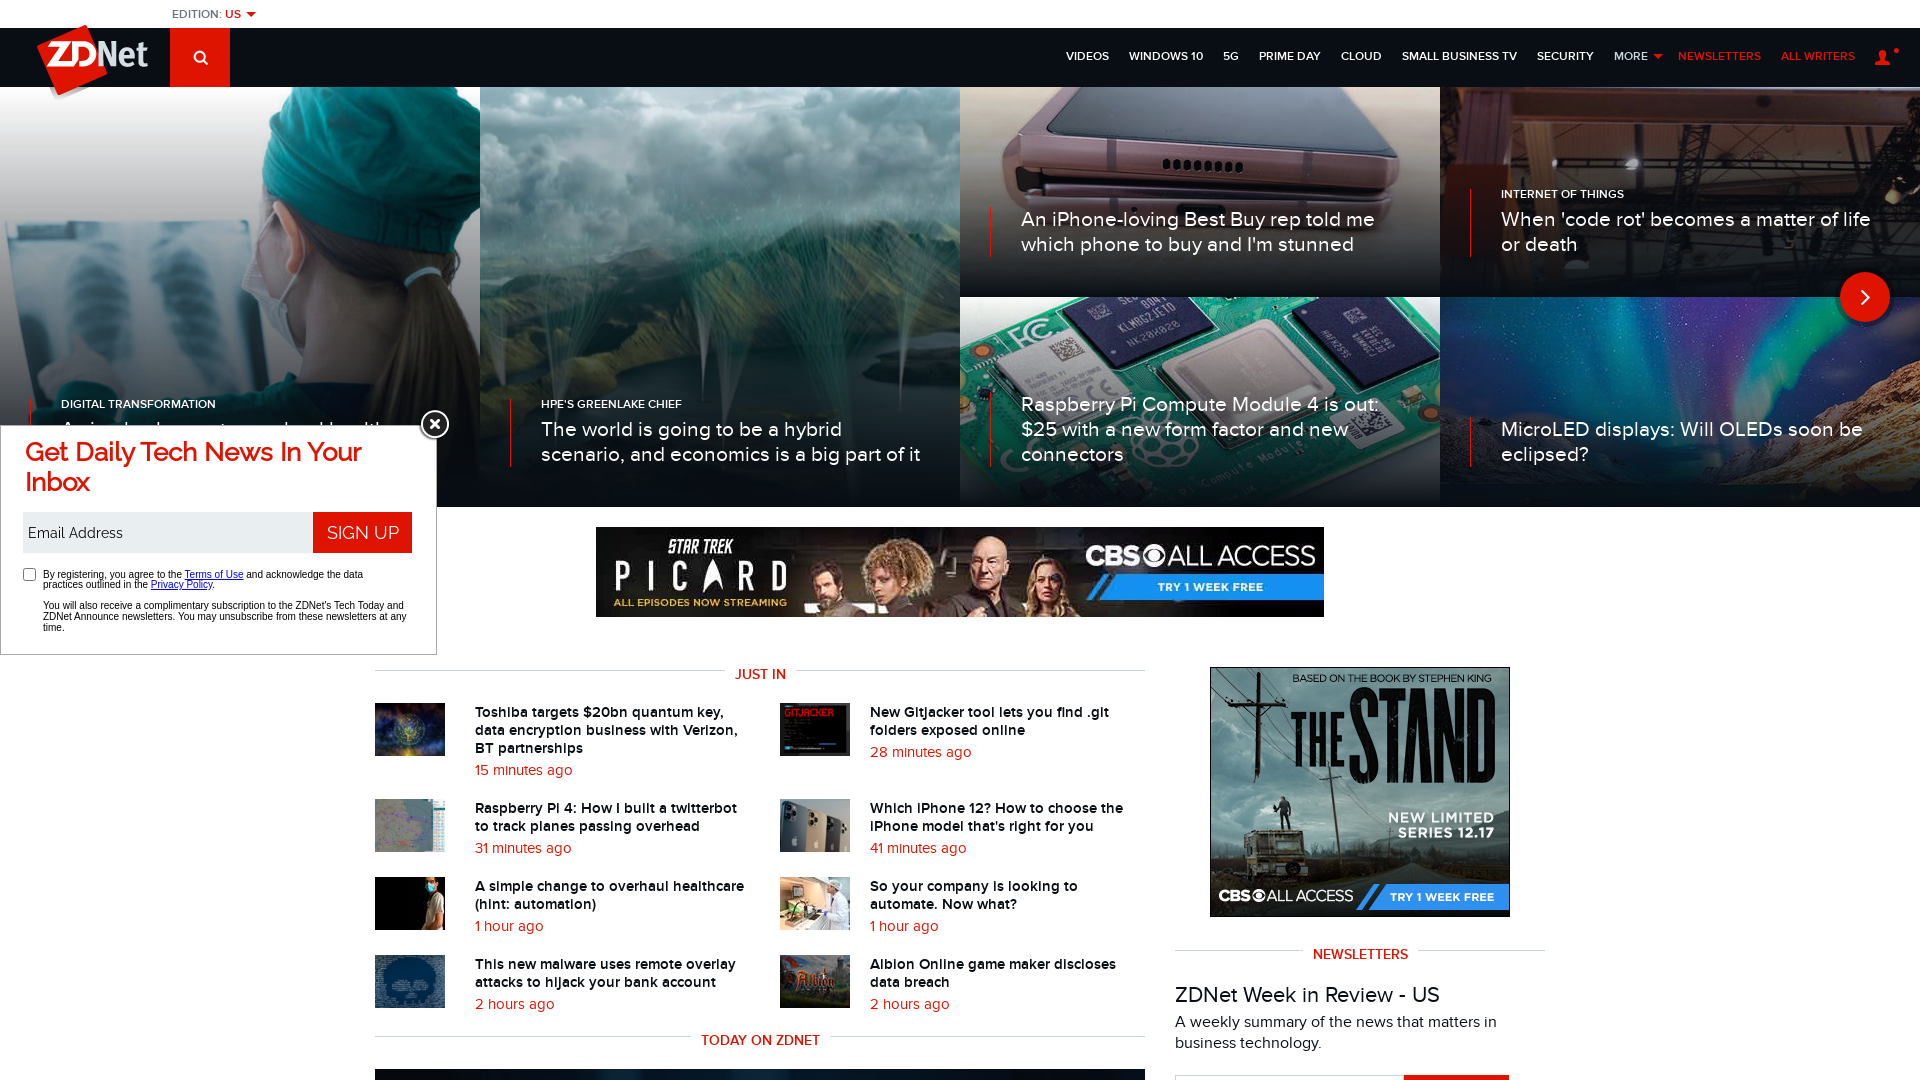 EDITION: US
ZDNet
VIDEOS
WINDOWS 10
5G
PRIME DAY
CLOUD
SMALL BUSINESS TV
SECURITY
MORE
NEWSLETTERS
ALL WRITERS
DIGITAL TRANSFORMATION
HPE'S GREENLAKE CHIEF
The world is going to be a hybrid
scenario, and economics is a big part of it
An iPhone-loving Best Buy rep told me
which phone to buy and I'm stunned
INTERNET OF THINGS
When 'code rot' becomes a matter of life
or death
Raspberry Pi Compute Module 4 is out:
$25 with a new form factor and new
connectors
MicroLED displays: Will OLEDs soon be
eclipsed?
Get Daily Tech News In Your
Inbox
Email Address
SIGN UP
By registering, you agree to the Terms of Use and acknowledge the data
practices outlined in the Privacy Policy.
You will also receive a complimentary subscription to the ZDNet's Tech Today and
ZDNet Announce newsletters. You may unsubscribe from these newsletters at any
time.
STAR TREK
PICARD
ALL EPISODES NOW STREAMING
CBS ALL ACCESS
TRY 1 WEEK FREE
JUST IN
Toshiba targets $20bn quantum key,
data encryption business with Verizon,
BT partnerships
15 minutes ago
GITJACKER
New Gitjacker tool lets you find .git
folders exposed online
28 minutes ago
Raspberry Pi 4: How I built a twitterbot
to track planes passing overhead
31 minutes ago
Which iPhone 12? How to choose the
iPhone model that's right for you
41 minutes ago
A simple change to overhaul healthcare
(hint: automation)
1 hour ago
So your company is looking to
automate. Now what?
1 hour ago
This new malware uses remote overlay
attacks to hijack your bank account
2 hours ago
Albion
Albion Online game maker discloses
data breach
2 hours ago
TODAY ON ZDNET
BASED ON THE BOOK BY STEPHEN KING
THE STAND
NEW LIMITED
SERIES 12.17
CBS ALL ACCESS
TRY 1 WEEK FREE
NEWSLETTERS
ZDNet Week in Review - US
A weekly summary of the news that matters in
business technology.